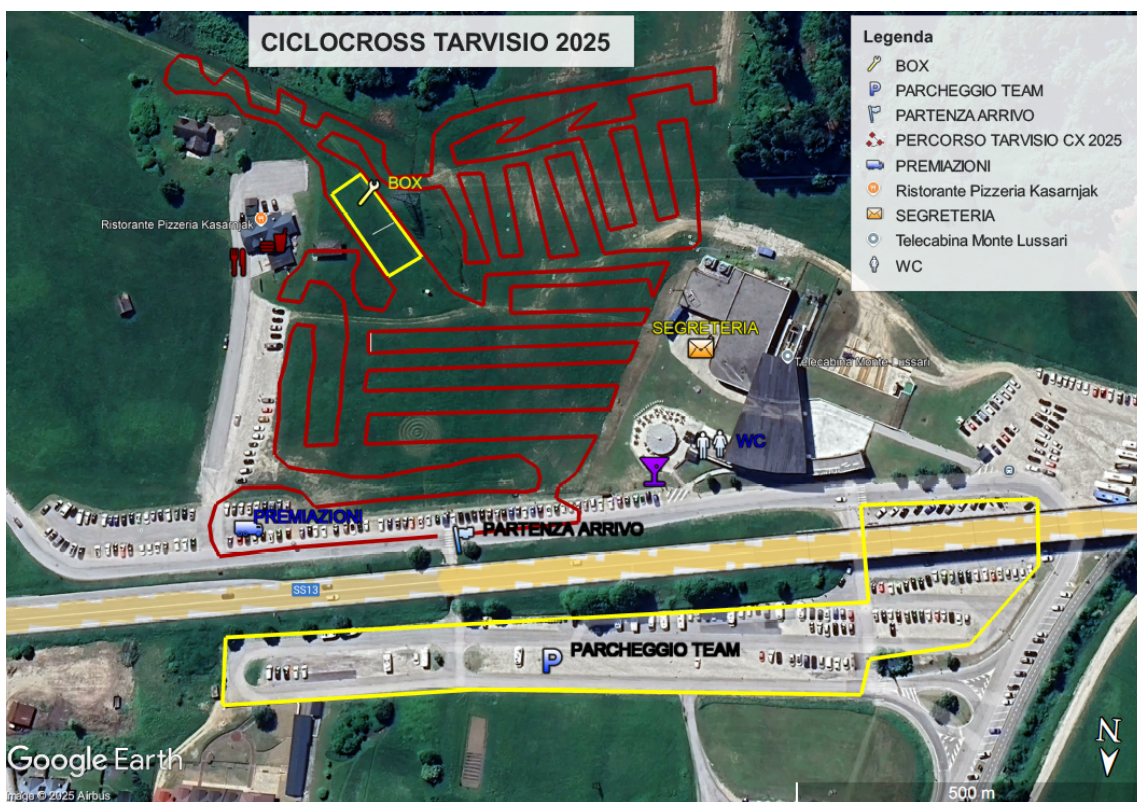 CICLOCROSS TARVISIO 2025
Legenda
BOX
PARCHEGGIO TEAM
PARTENZA ARRIVO
PERCORSO TARVISIO CX 2025
PREMIAZIONI
Ristorante Pizzeria Kasarnjak
SEGRETERIA
Telecabina Monte Lussari
WC
BOX
Ristorante Pizzeria Kasarnjak
SEGRETERIA
Telecabina Monte Lussari
WC
PREMIAZIONI
PARTENZA ARRIVO
SS13
PARCHEGGIO TEAM
N
Google Earth
Image © 2025 Airbus
500 m